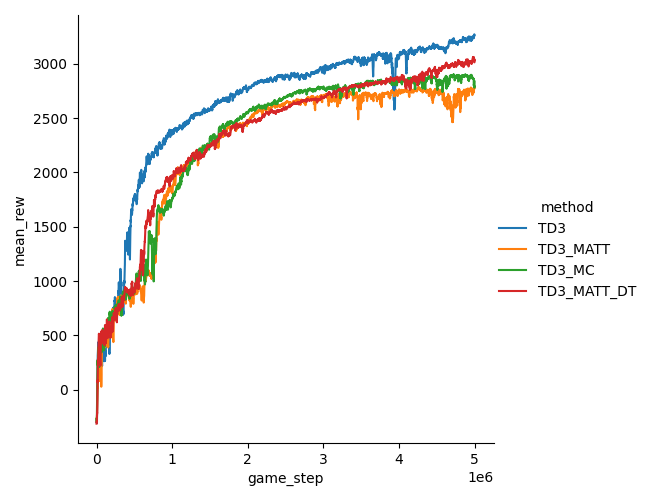 3000
2500
2000
1500
1000
500
0
mean_rew
0 1 2 3 4 5
1e6
game_step
method
TD3
TD3_MATT
TD3_MC
TD3_MATT_DT